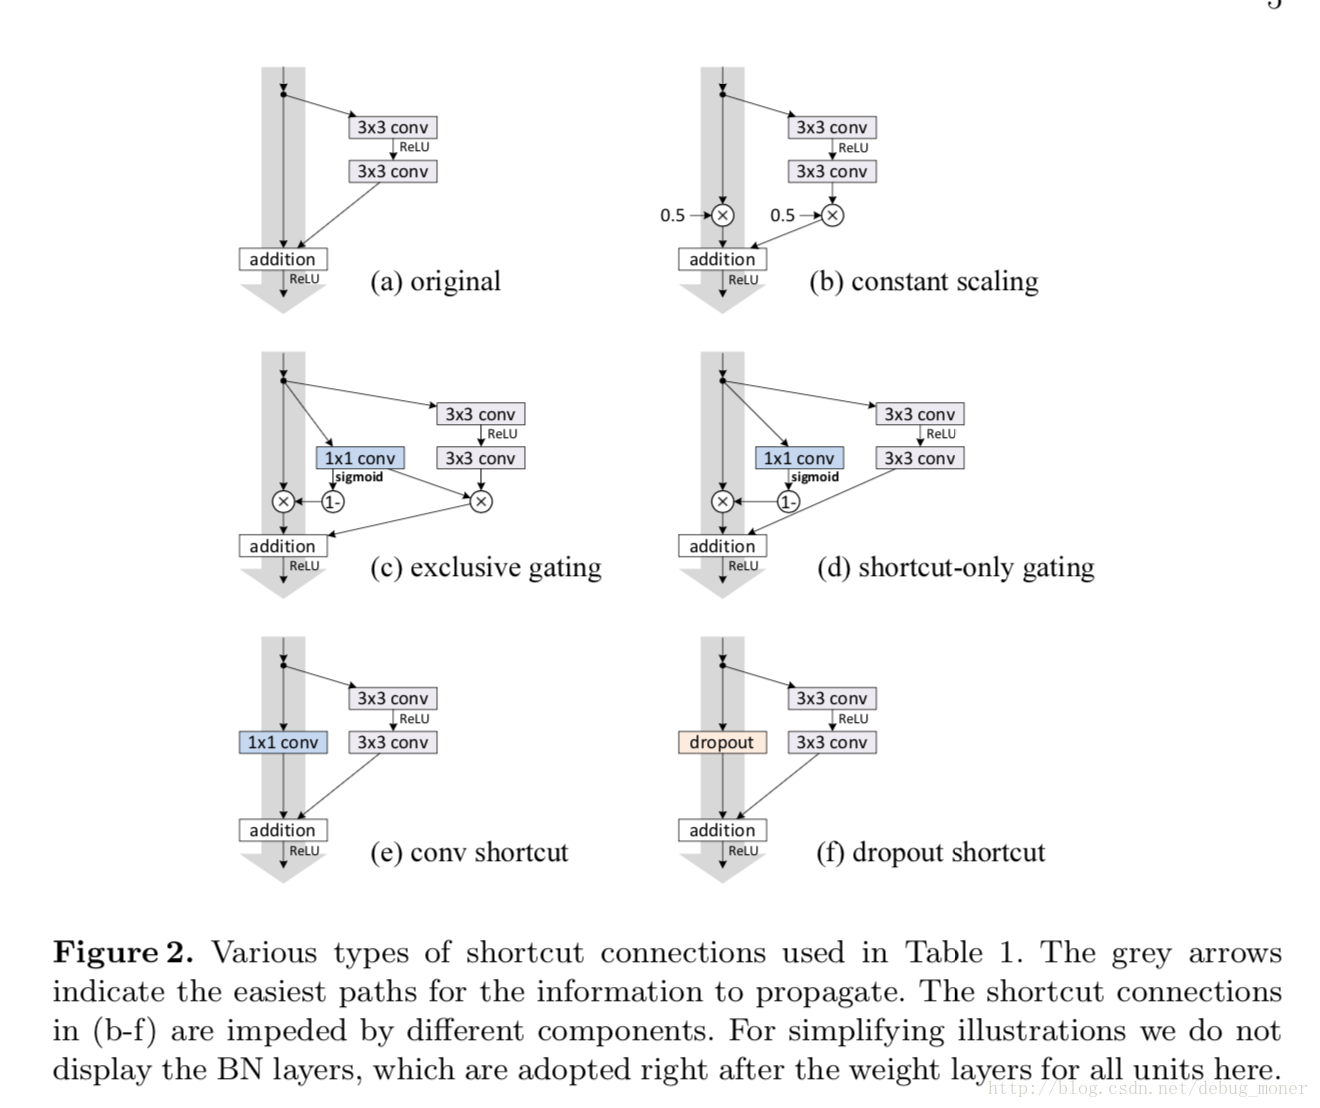 3x3 conv
ReLU
3x3 conv
addition
ReLU
(a) original
3x3 conv
ReLU
3x3 conv
0.5
×
0.5
×
addition
ReLU
(b) constant scaling
3x3 conv
ReLU
1x1 conv
3x3 conv
sigmoid
×
1-
×
addition
ReLU
(c) exclusive gating
3x3 conv
ReLU
1x1 conv
3x3 conv
sigmoid
×
1-
addition
ReLU
(d) shortcut-only gating
3x3 conv
ReLU
1x1 conv
3x3 conv
addition
ReLU
(e) conv shortcut
3x3 conv
ReLU
dropout
3x3 conv
addition
ReLU
(f) dropout shortcut
Figure 2. Various types of shortcut connections used in Table 1. The grey arrows
indicate the easiest paths for the information to propagate. The shortcut connections
in (b-f) are impeded by different components. For simplifying illustrations we do not
display the BN layers, which are adopted right after the weight layers for all units here.
http://blog.csdn.net/debug_moner